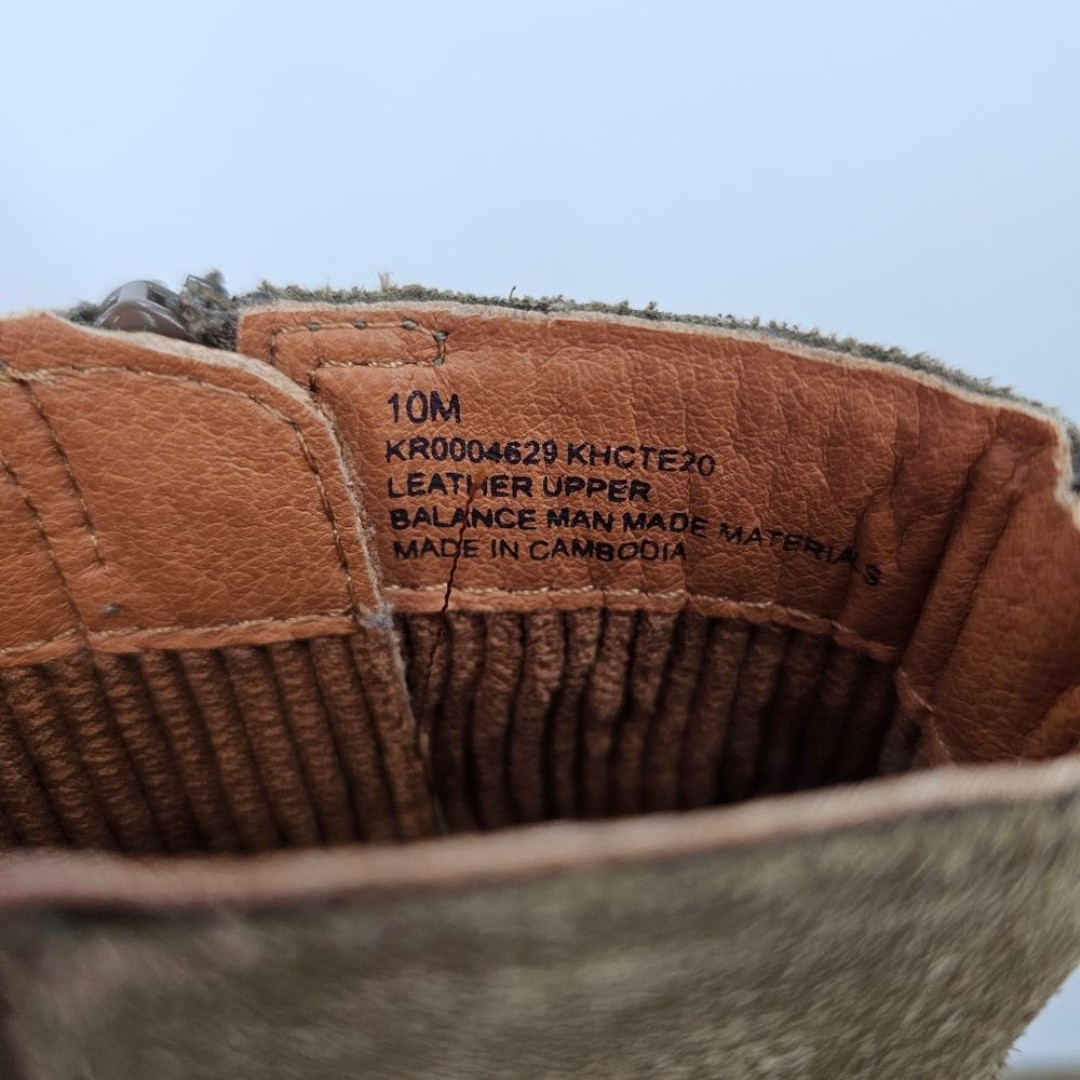 10M
KR0004629 KHCTE20
LEATHER UPPER
BALANCE MAN MADE MATERIALS
MADE IN CAMBODIA